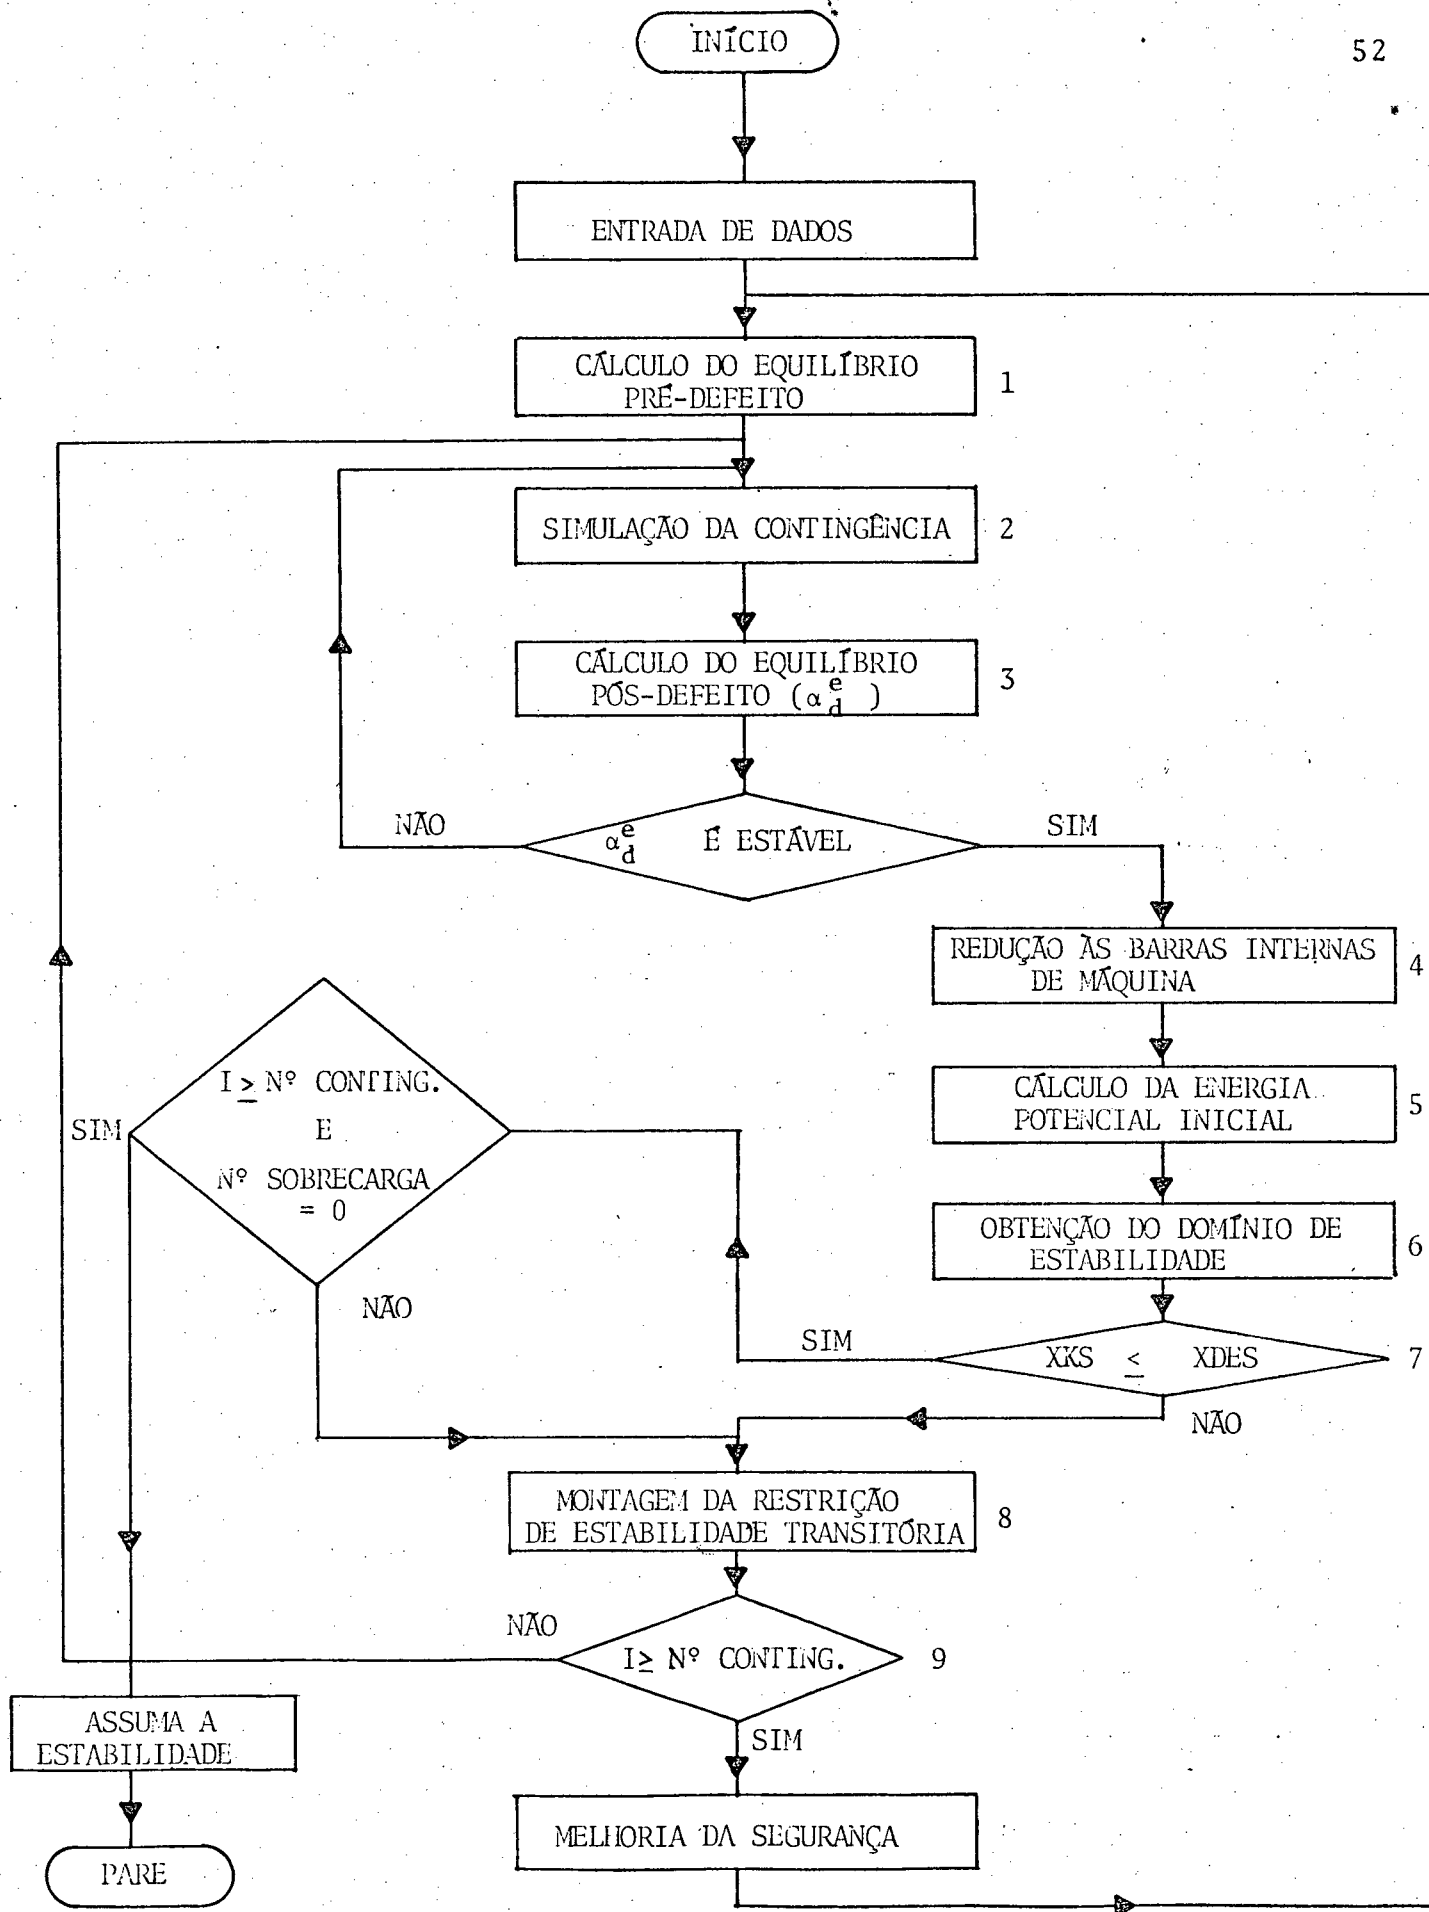 INÍCIO
52
ENTRADA DE DADOS
CÁLCULO DO EQUILÍBRIO
PRÉ-DEFEITO
1
SIMULAÇÃO DA CONTINGÊNCIA
2
CÁLCULO DO EQUILÍBRIO
PÓS-DEFEITO (α e d )
3
NÃO
α e d É ESTÁVEL
SIM
REDUÇÃO ÀS BARRAS INTERNAS
DE MÁQUINA
4
CÁLCULO DA ENERGIA
POTENCIAL INICIAL
5
I ≥ Nº CONTING.
E
Nº SOBRECARGA
= 0
SIM
NÃO
OBTENÇÃO DO DOMÍNIO DE
ESTABILIDADE
6
SIM
XKS ≤ XDES
7
NÃO
MONTAGEM DA RESTRIÇÃO
DE ESTABILIDADE TRANSITÓRIA
8
NÃO
I ≥ Nº CONTING.
9
SIM
ASSUMA A
ESTABILIDADE
MELHORIA DA SEGURANÇA
PARE